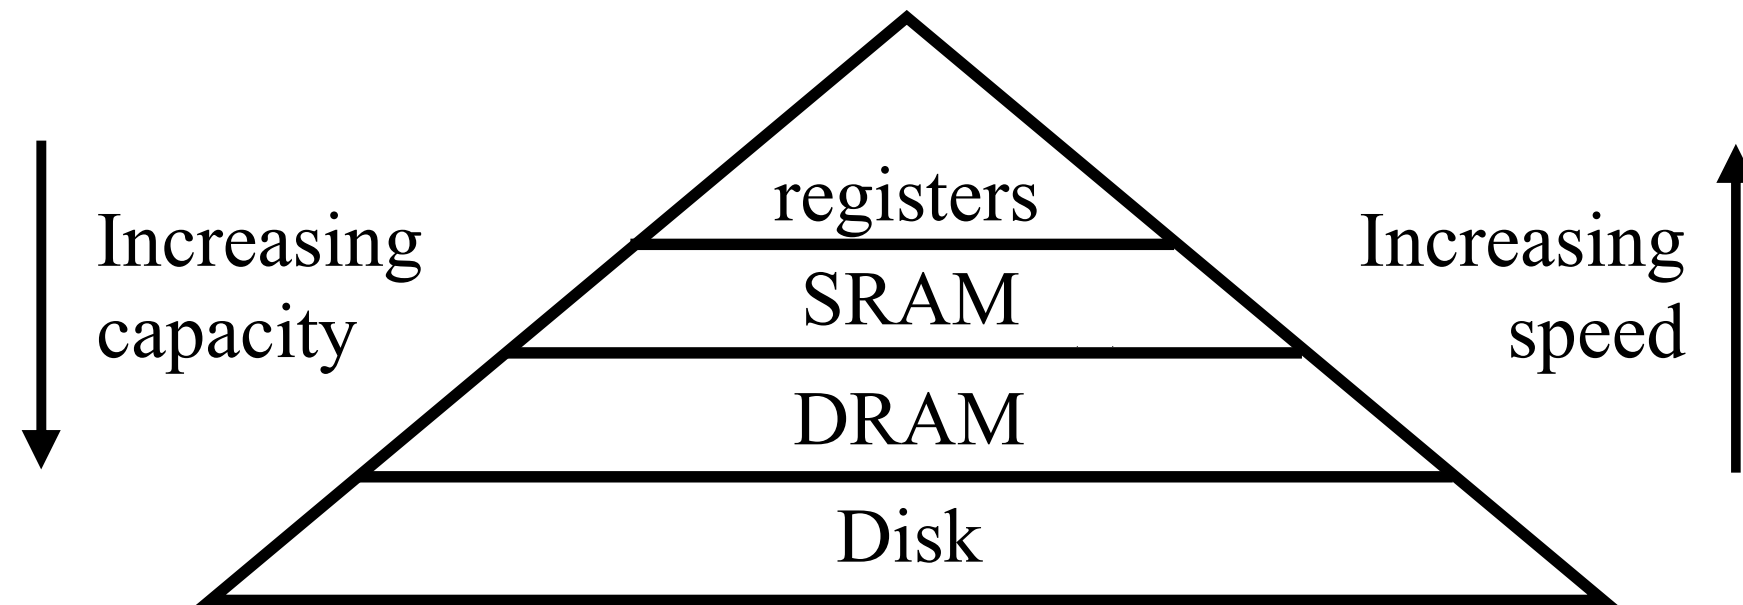 registers
Increasing
capacity
SRAM
DRAM
Disk
Increasing
speed